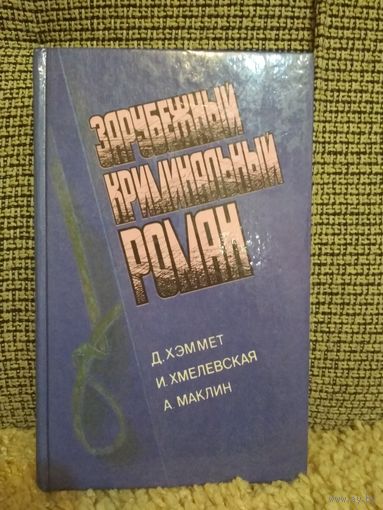 ЗАРУБЕЖНЫЙ
КРИМИНАЛЬНЫЙ
РОМАН
Д. ХЭММЕТ
И. ХМЕЛЕВСКАЯ
А. МАКЛИН